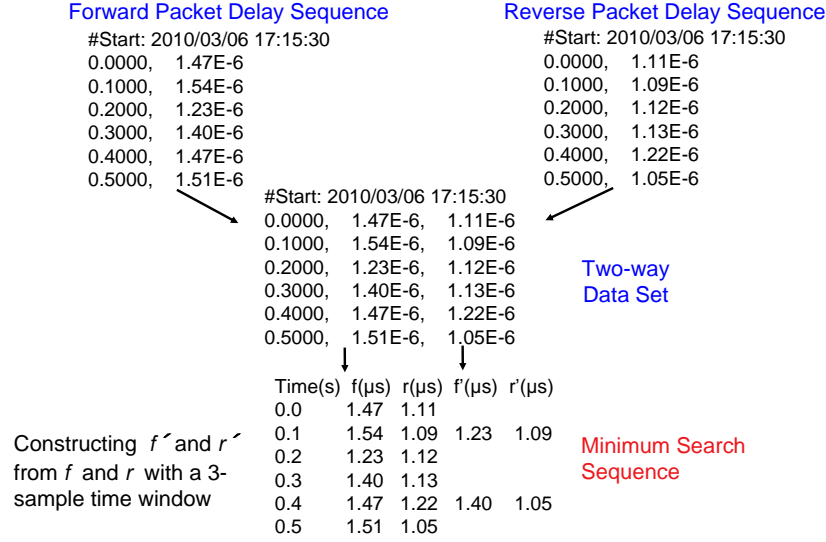 Forward Packet Delay Sequence
#Start: 2010/03/06 17:15:30
0.0000, 1.47E-6
0.1000, 1.54E-6
0.2000, 1.23E-6
0.3000, 1.40E-6
0.4000, 1.47E-6
0.5000, 1.51E-6
Reverse Packet Delay Sequence
#Start: 2010/03/06 17:15:30
0.0000, 1.11E-6
0.1000, 1.09E-6
0.2000, 1.12E-6
0.3000, 1.13E-6
0.4000, 1.22E-6
0.5000, 1.05E-6
#Start: 2010/03/06 17:15:30
0.0000, 1.47E-6, 1.11E-6
0.1000, 1.54E-6, 1.09E-6
0.2000, 1.23E-6, 1.12E-6
0.3000, 1.40E-6, 1.13E-6
0.4000, 1.47E-6, 1.22E-6
0.5000, 1.51E-6, 1.05E-6
Two-way
Data Set
Time(s) f(μs) r(μs) f'(μs) r'(μs)
0.0 1.47 1.11
0.1 1.54 1.09 1.23 1.09
0.2 1.23 1.12
0.3 1.40 1.13
0.4 1.47 1.22 1.40 1.05
0.5 1.51 1.05
Constructing f´ and r´
from f and r with a 3-
sample time window
Minimum Search
Sequence